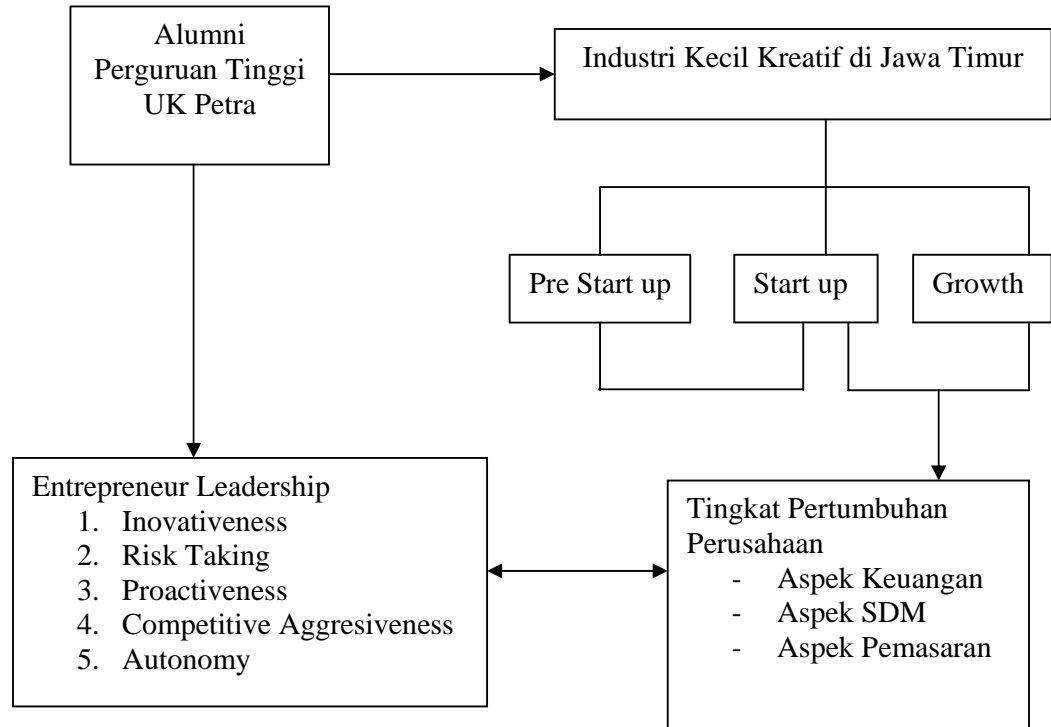 Alumni
Perguruan Tinggi
UK Petra
Industri Kecil Kreatif di Jawa Timur
Pre Start up
Start up
Growth
Entrepreneur Leadership
1. Inovativeness
2. Risk Taking
3. Proactiveness
4. Competitive Aggresiveness
5. Autonomy
Tingkat Pertumbuhan
Perusahaan
- Aspek Keuangan
- Aspek SDM
- Aspek Pemasaran